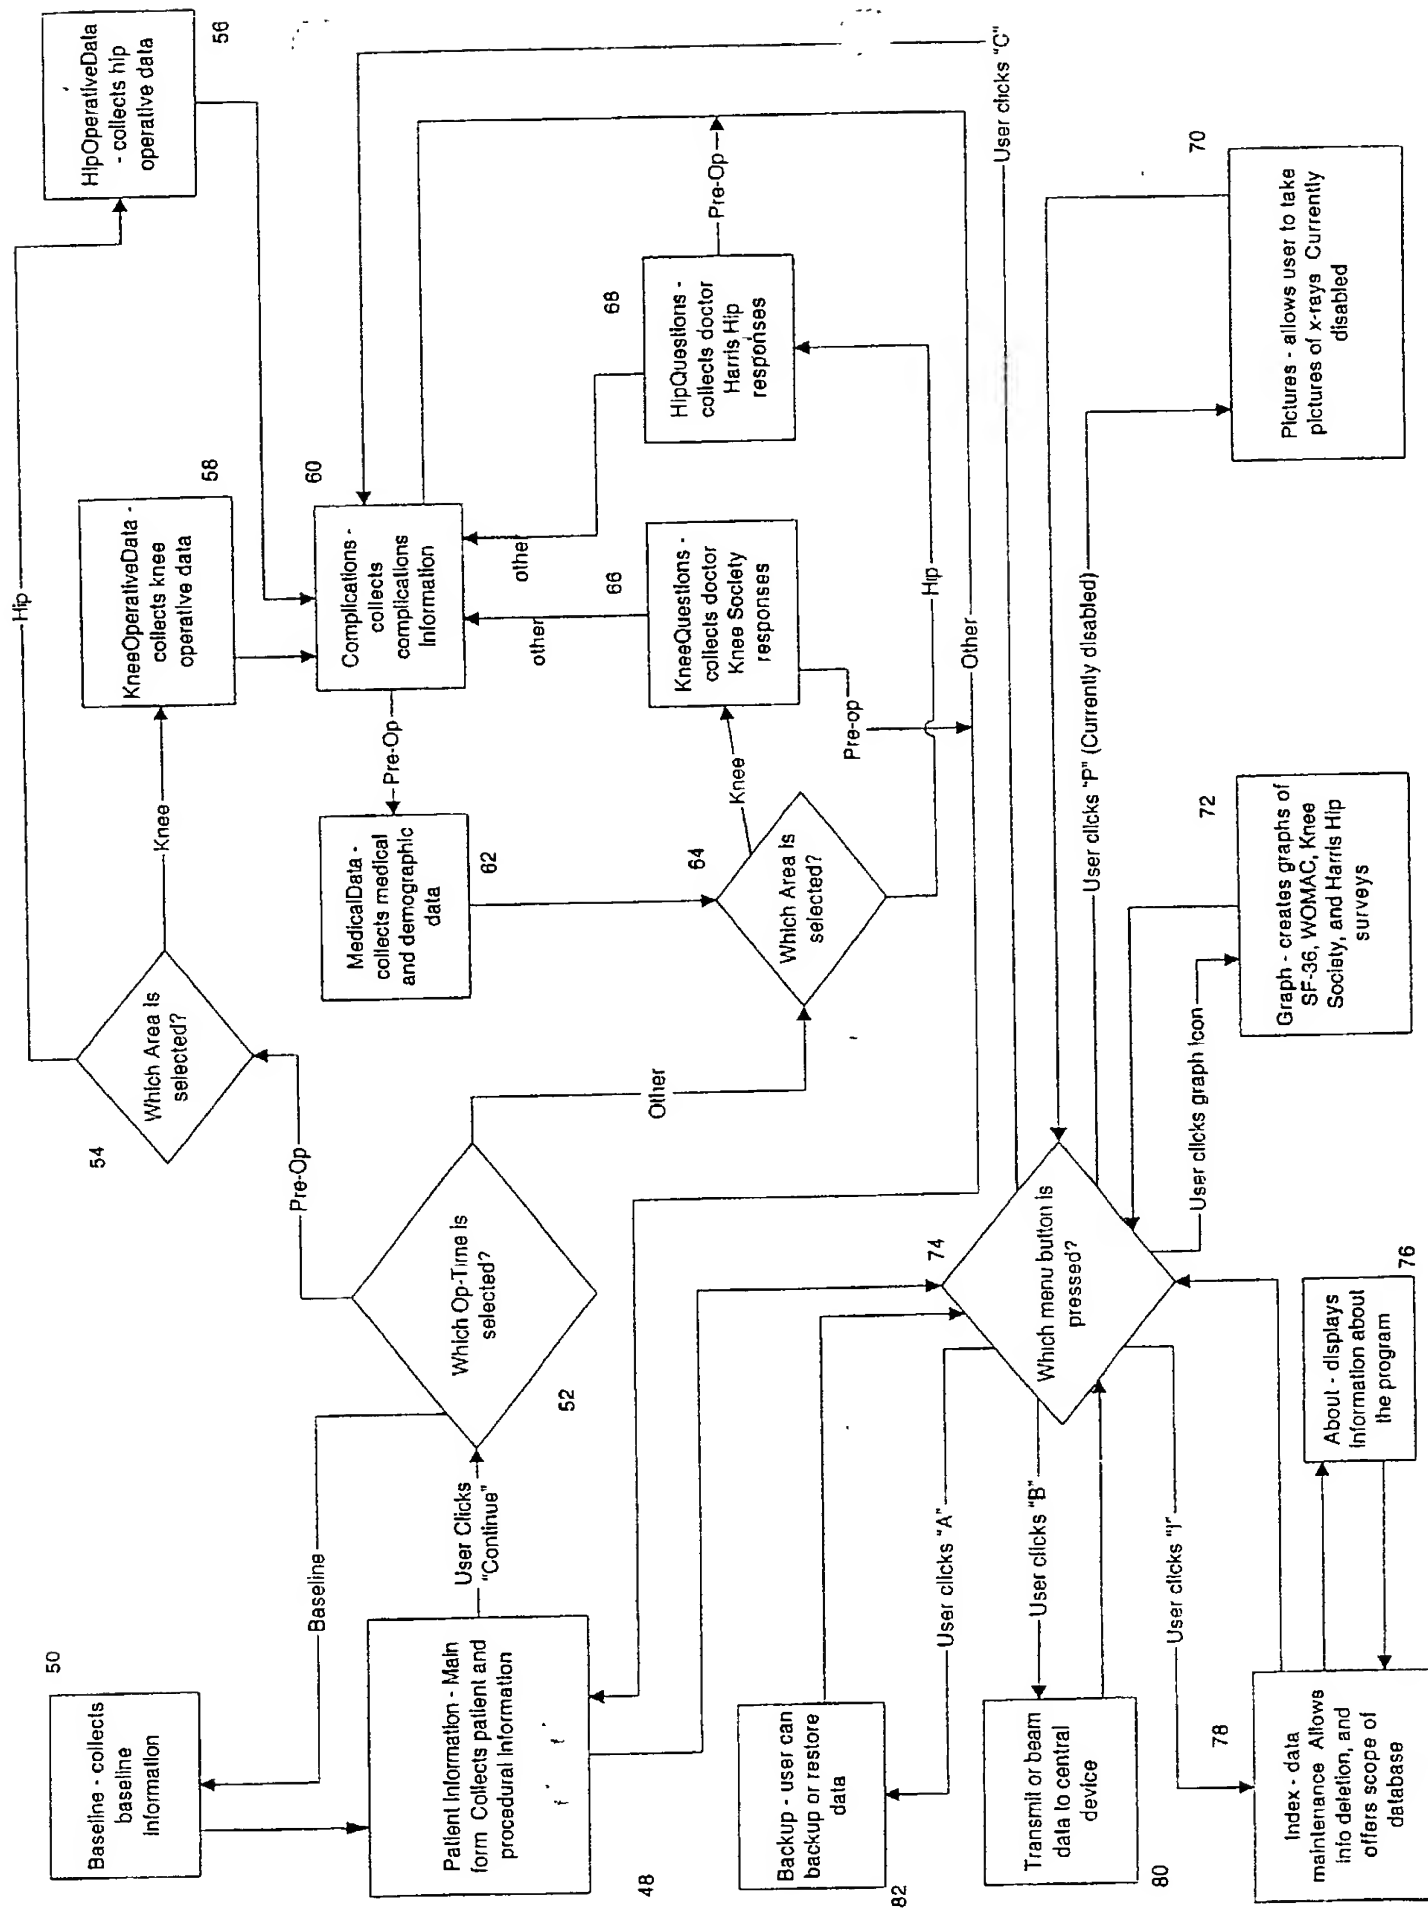 50
Baseline - collects
baseline
Information
Baseline
Patient Information - Main
form Collects patient and
procedural Information
48
User Clicks
"Continue"
Which Op-Time is
selected?
52
Pre-Op
Other
54
Which Area Is
selected?
Hip
Knee
HipOperativeData
- collects hip
operative data
56
KneeOperativeData -
collects knee
operative data
58
Complications -
collects
complications
Information
60
Pre-Op
MedicalData -
collects medical
and demographic
data
62
64
Which Area Is
selected?
Knee
Hip
KneeQuestions -
collects doctor
Knee Society
responses
66
other
Pre-op
HipQuestions -
collects doctor
Harris Hip
responses
68
other
Pre-Op
Other
User clicks "C"
74
Which menu button is
pressed?
User clicks "P" (Currently disabled)
Pictures - allows user to take
pictures of x-rays Currently
disabled
70
User clicks graph Icon
Graph - creates graphs of
SF-36, WOMAC, Knee
Society, and Harris Hip
surveys
72
User clicks "A"
Backup - user can
backup or restore
data
82
User clicks "B"
Transmit or beam
data to central
device
80
User clicks "I"
Index - data
maintenance Allows
info deletion, and
offers scope of
database
78
About - displays
Information about
the program
76